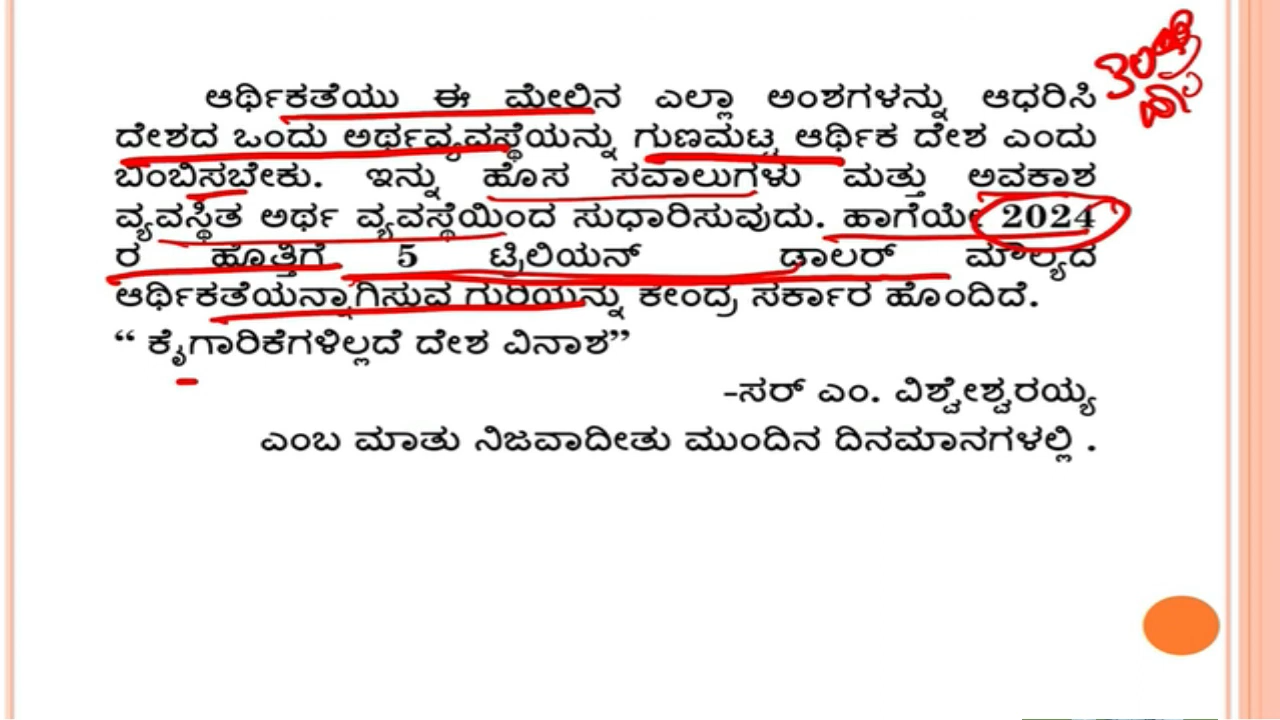 ಆರ್ಥಿಕತೆಯು ಈ ಮೇಲಿನ ಎಲ್ಲಾ ಅಂಶಗಳನ್ನು ಆಧರಿಸಿ
ದೇಶದ ಒಂದು ಅರ್ಥವ್ಯವಸ್ಥೆಯನ್ನು ಗುಣಮಟ್ಟ ಆರ್ಥಿಕ ದೇಶ ಎಂದು
ಬಿಂಬಿಸಬೇಕು. ಇನ್ನು ಹೊಸ ಸವಾಲುಗಳು ಮತ್ತು ಅವಕಾಶ
ವ್ಯವಸ್ಥಿತ ಅರ್ಥ ವ್ಯವಸ್ಥೆಯಿಂದ ಸುಧಾರಿಸುವುದು. ಹಾಗೆಯೇ 2024
ರ ಹೊತ್ತಿಗೆ 5 ಟ್ರಿಲಿಯನ್ ಡಾಲರ್ ಮೌಲ್ಯದ
ಆರ್ಥಿಕತೆಯನ್ನಾಗಿಸುವ ಗುರಿಯನ್ನು ಕೇಂದ್ರ ಸರ್ಕಾರ ಹೊಂದಿದೆ.
“ ಕೈಗಾರಿಕೆಗಳಿಲ್ಲದೆ ದೇಶ ವಿನಾಶ”
-ಸರ್ ಎಂ. ವಿಶ್ವೇಶ್ವರಯ್ಯ
ಎಂಬ ಮಾತು ನಿಜವಾದೀತು ಮುಂದಿನ ದಿನಮಾನಗಳಲ್ಲಿ .